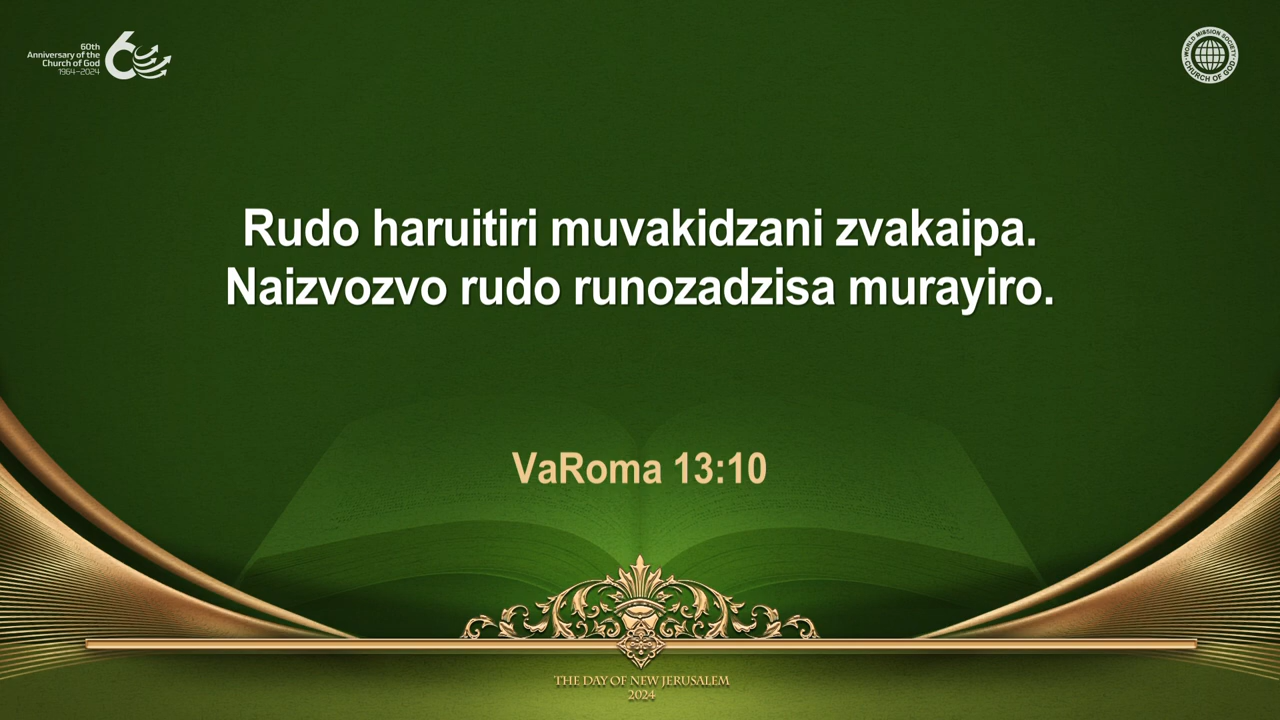 60th
Anniversary of the
Church of God
1964–2024
60
WORLD MISSION SOCIETY
CHURCH OF GOD
Rudo haruitiri muvakidzani zvakaipa.
Naizvozvo rudo runozadzisa murayiro.
VaRoma 13:10
THE DAY OF NEW JERUSALEM
2024